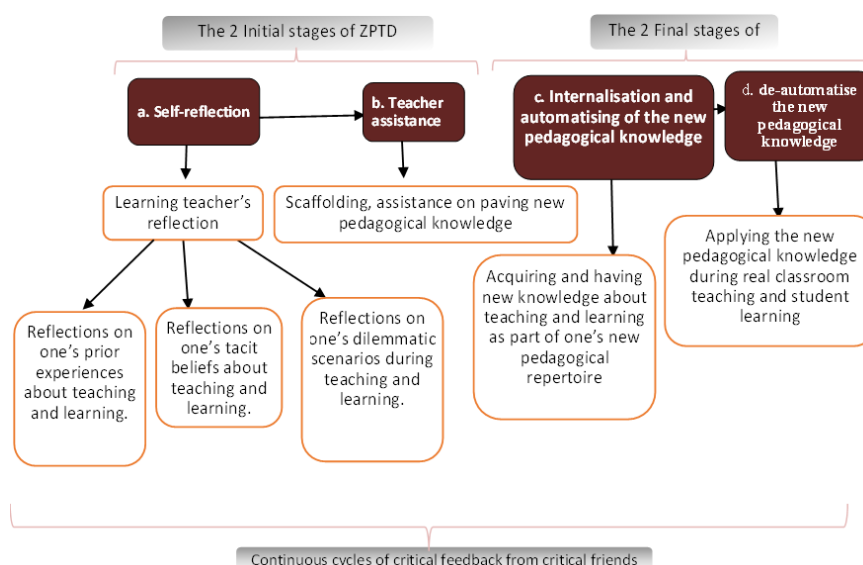 The 2 Initial stages of ZPTD
The 2 Final stages of
a. Self-reflection
b. Teacher
assistance
c. Internalisation and
automatising of the new
pedagogical knowledge
d. de-automatise
the new
pedagogical
knowledge
Learning teacher’s
reflection
Scaffolding, assistance on paving new
pedagogical knowledge
Acquiring and having
new knowledge about
teaching and learning
as part of one’s new
pedagogical
repertoire
Applying the new
pedagogical knowledge
during real classroom
teaching and student
learning
Reflections on
one’s prior
experiences
about teaching
and learning.
Reflections on
one’s tacit
beliefs about
teaching and
learning.
Reflections on
one’s dilemmatic
scenarios during
teaching and
learning.
Continuous cycles of critical feedback from critical friends